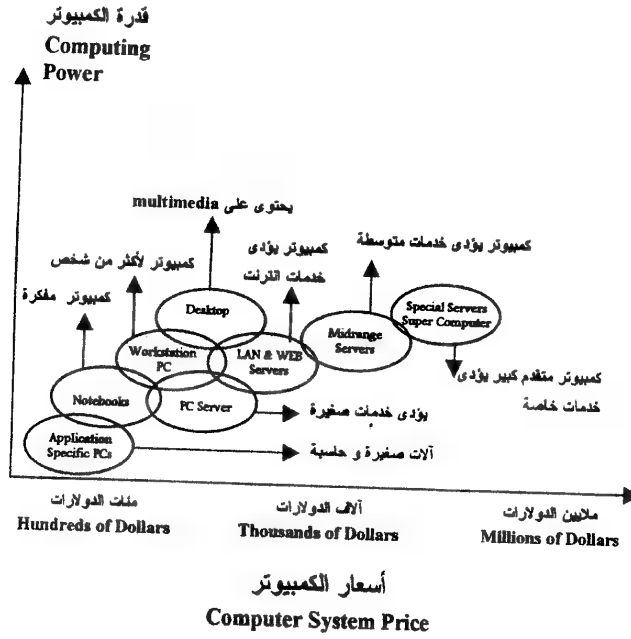 قدرة الكمبيوتر
Computing
Power
يحتوى على multimedia
كمبيوتر لأكثر من شخص
كمبيوتر يؤدى
خدمات انترنت
كمبيوتر يؤدى خدمات متوسطة
كمبيوتر مفكرة
Desktop
Special Servers
Super Computer
Workstation
PC
LAN & WEB
Servers
Midrange
Servers
كمبيوتر متقدم كبير يؤدى
خدمات خاصة
Notebooks
PC Server
يؤدى خدمات صغيرة
Application
Specific PCs
آلات صغيرة و حاسبة
مئات الدولارات
Hundreds of Dollars
آلاف الدولارات
Thousands of Dollars
ملايين الدولارات
Millions of Dollars
أسعار الكمبيوتر
Computer System Price